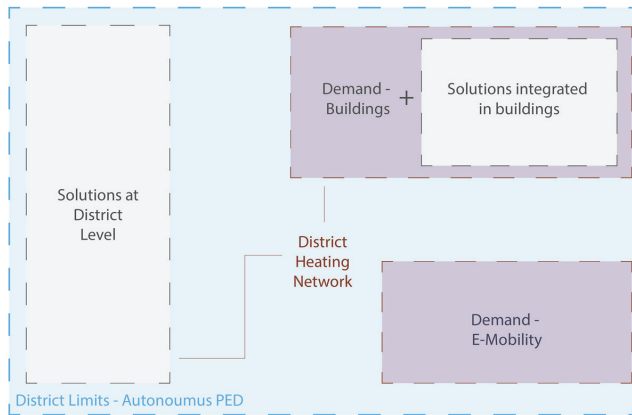 Solutions at
District
Level
Demand -
Buildings
+
Solutions integrated
in buildings
District
Heating
Network
Demand -
E-Mobility
District Limits - Autonoumus PED